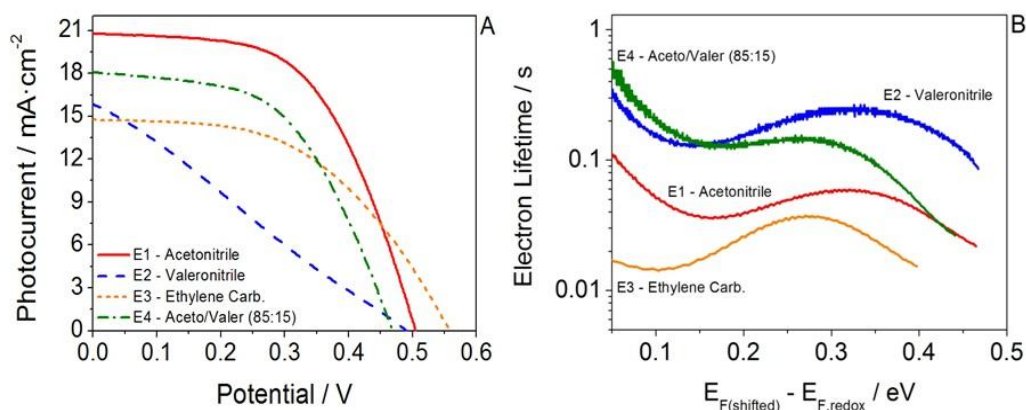 A
Photocurrent / mA·cm-2
21
18
15
12
9
6
3
0
E1 - Acetonitrile
E2 - Valeronitrile
E3 - Ethylene Carb.
E4 - Aceto/Valer (85:15)
0.0 0.1 0.2 0.3 0.4 0.5 0.6
Potential / V
B
Electron Lifetime / s
1
0.1
0.01
E4 - Aceto/Valer (85:15)
E2 - Valeronitrile
E1 - Acetonitrile
E3 - Ethylene Carb.
0.1 0.2 0.3 0.4 0.5
EF(shifted) - EF,redox / eV